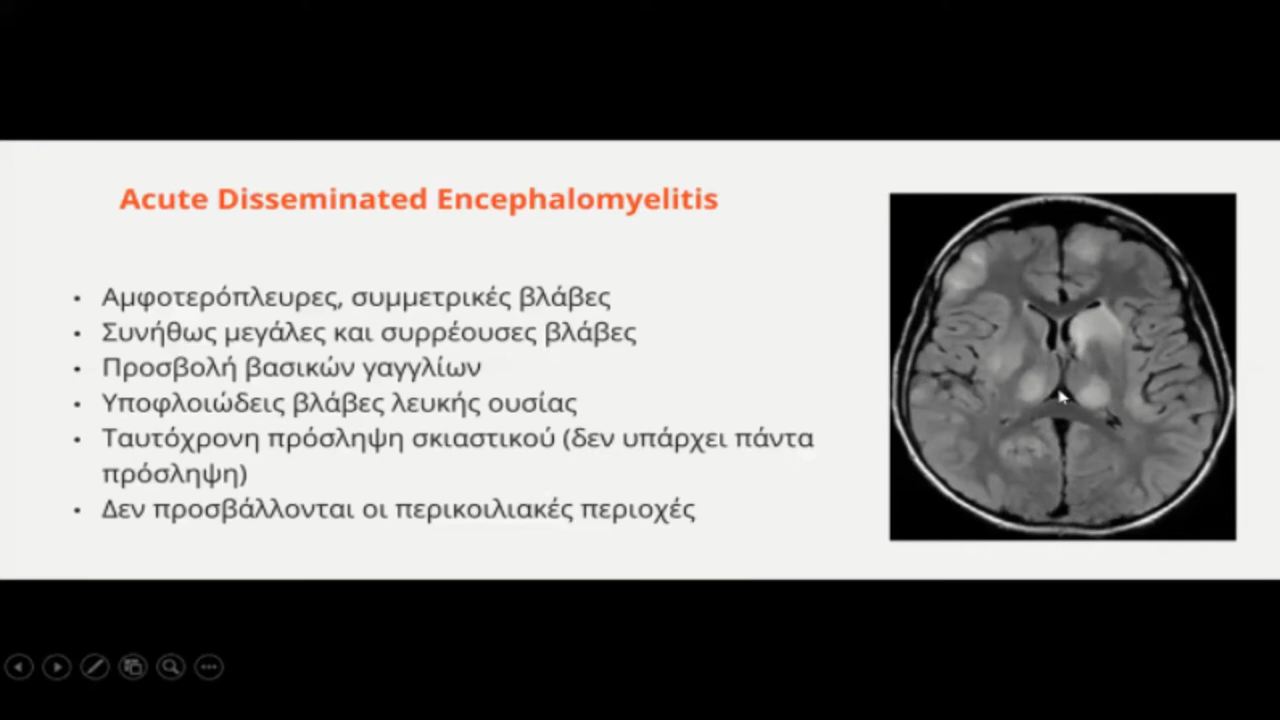 Acute Disseminated Encephalomyelitis
• Αμφοτερόπλευρες, συμμετρικές βλάβες
• Συνήθως μεγάλες και συρρέουσες βλάβες
• Προσβολή βασικών γαγγλίων
• Υποφλοιώδεις βλάβες λευκής ουσίας
• Ταυτόχρονη πρόσληψη σκιαστικού (δεν υπάρχει πάντα
πρόσληψη)
• Δεν προσβάλλονται οι περικοιλιακές περιοχές